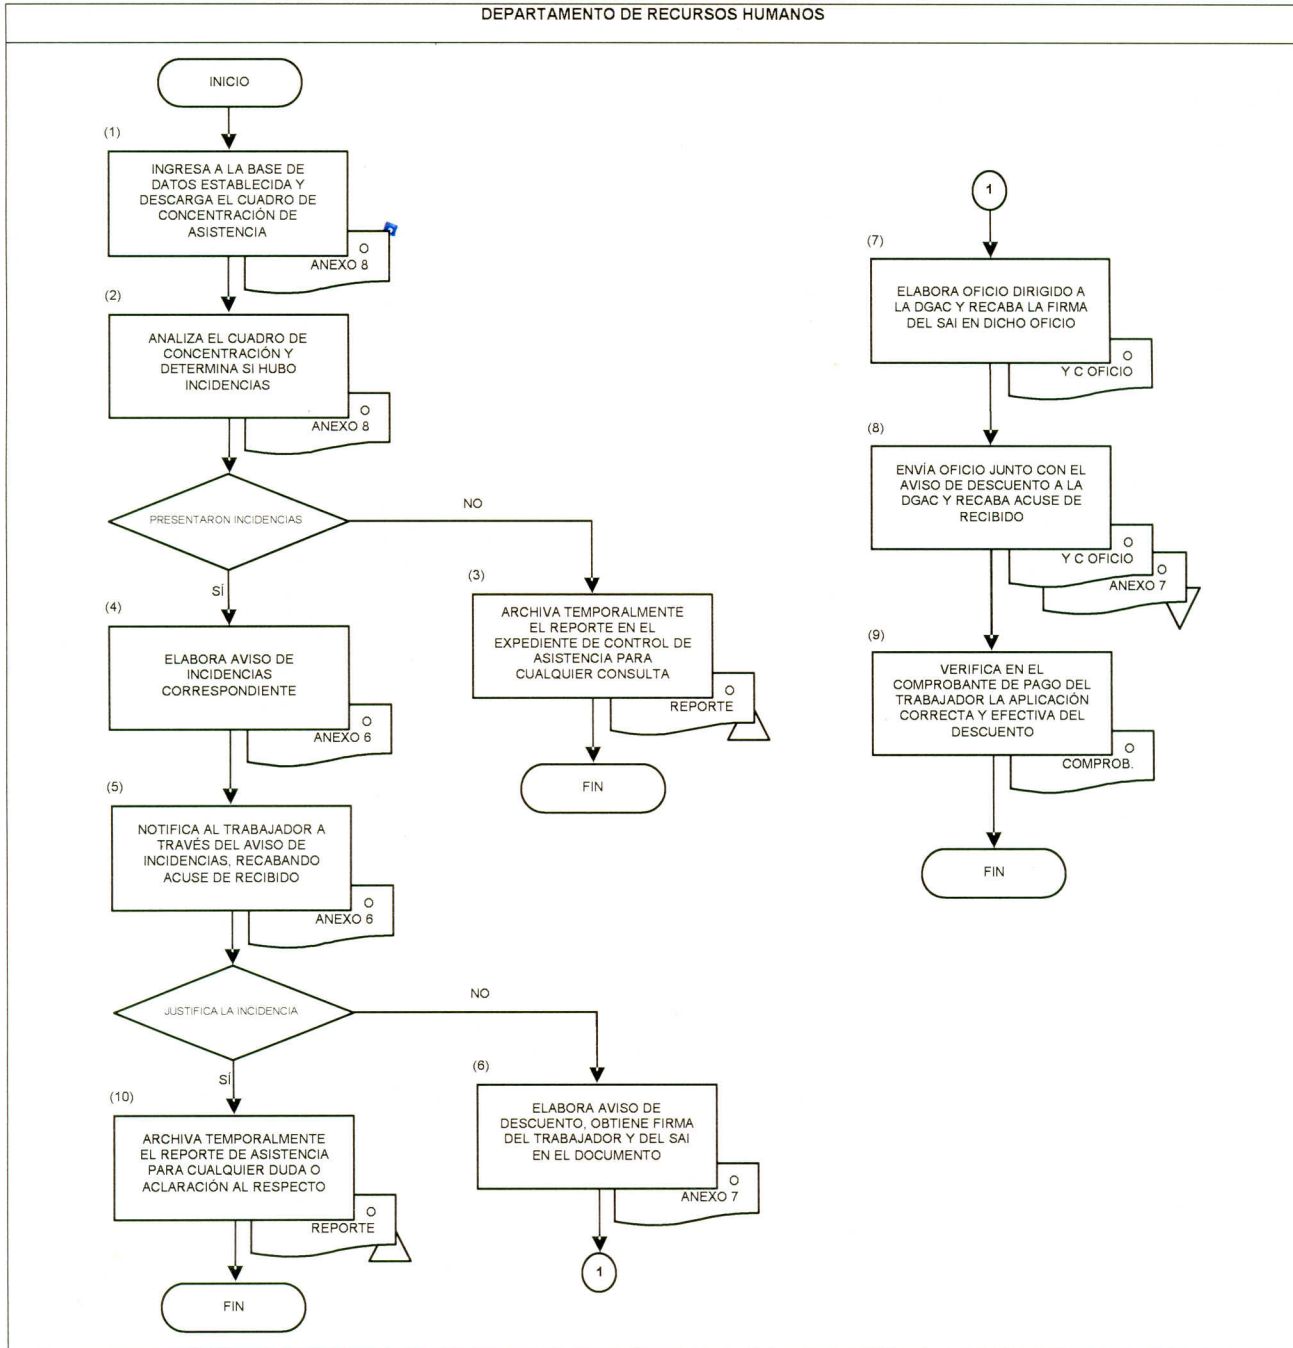 DEPARTAMENTO DE RECURSOS HUMANOS
INICIO
(1)
INGRESA A LA BASE DE
DATOS ESTABLECIDA Y
DESCARGA EL CUADRO DE
CONCENTRACIÓN DE
ASISTENCIA
O
ANEXO 8
(2)
ANALIZA EL CUADRO DE
CONCENTRACIÓN Y
DETERMINA SI HUBO
INCIDENCIAS
O
ANEXO 8
PRESENTARON INCIDENCIAS
NO
SÍ
(3)
ARCHIVA TEMPORALMENTE
EL REPORTE EN EL
EXPEDIENTE DE CONTROL DE
ASISTENCIA PARA
CUALQUIER CONSULTA
O
REPORTE
FIN
(4)
ELABORA AVISO DE
INCIDENCIAS
CORRESPONDIENTE
O
ANEXO 6
(5)
NOTIFICA AL TRABAJADOR A
TRAVÉS DEL AVISO DE
INCIDENCIAS, RECABANDO
ACUSE DE RECIBIDO
O
ANEXO 6
JUSTIFICA LA INCIDENCIA
NO
SÍ
(6)
ELABORA AVISO DE
DESCUENTO, OBTIENE FIRMA
DEL TRABAJADOR Y DEL SAI
EN EL DOCUMENTO
O
ANEXO 7
1
(10)
ARCHIVA TEMPORALMENTE
EL REPORTE DE ASISTENCIA
PARA CUALQUIER DUDA O
ACLARACIÓN AL RESPECTO
O
REPORTE
FIN
1
(7)
ELABORA OFICIO DIRIGIDO A
LA DGAC Y RECABA LA FIRMA
DEL SAI EN DICHO OFICIO
O
Y C OFICIO
(8)
ENVÍA OFICIO JUNTO CON EL
AVISO DE DESCUENTO A LA
DGAC Y RECABA ACUSE DE
RECIBIDO
O
Y C OFICIO
O
ANEXO 7
(9)
VERIFICA EN EL
COMPROBANTE DE PAGO DEL
TRABAJADOR LA APLICACIÓN
CORRECTA Y EFECTIVA DEL
DESCUENTO
O
COMPROB.
FIN